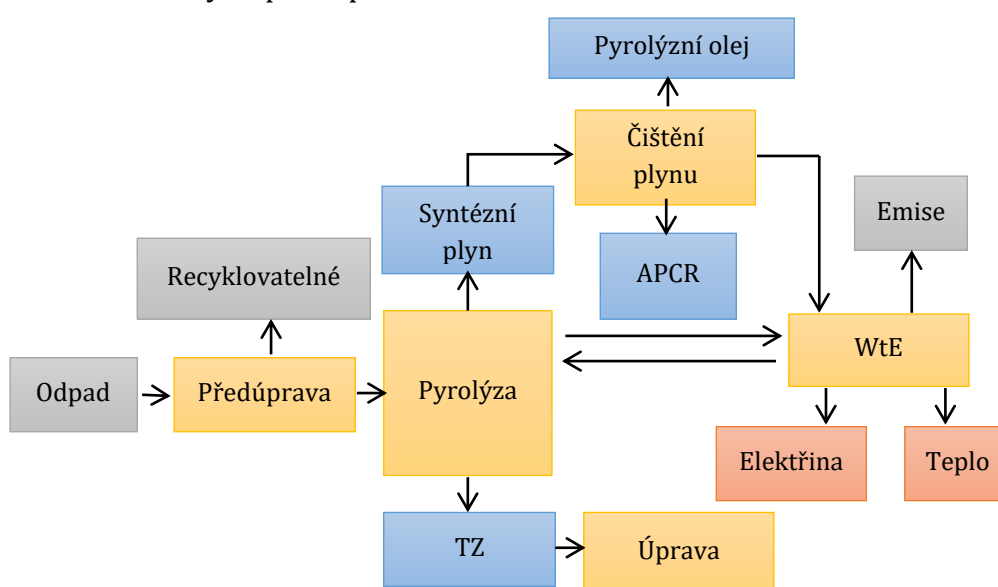 Pyrolýzní olej
Čištění
plynu
Syntézní
plyn
Emise
Recyklovatelné
APCR
WtE
Odpad
Předúprava
Pyrolýza
Elektřina
Teplo
TZ
Úprava